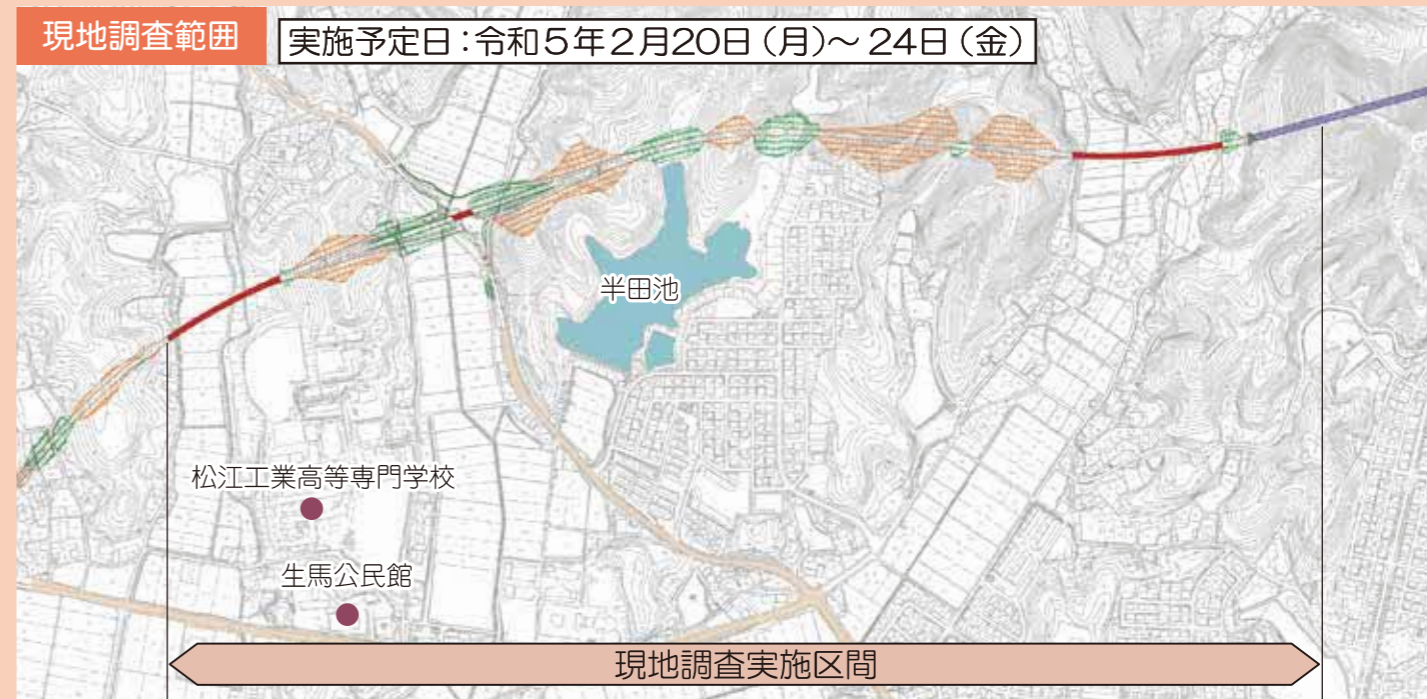 現地調査範囲
実施予定日:令和5年2月20日(月)~24日(金)
半田池
松江工業高等専門学校
生馬公民館
現地調査実施区間